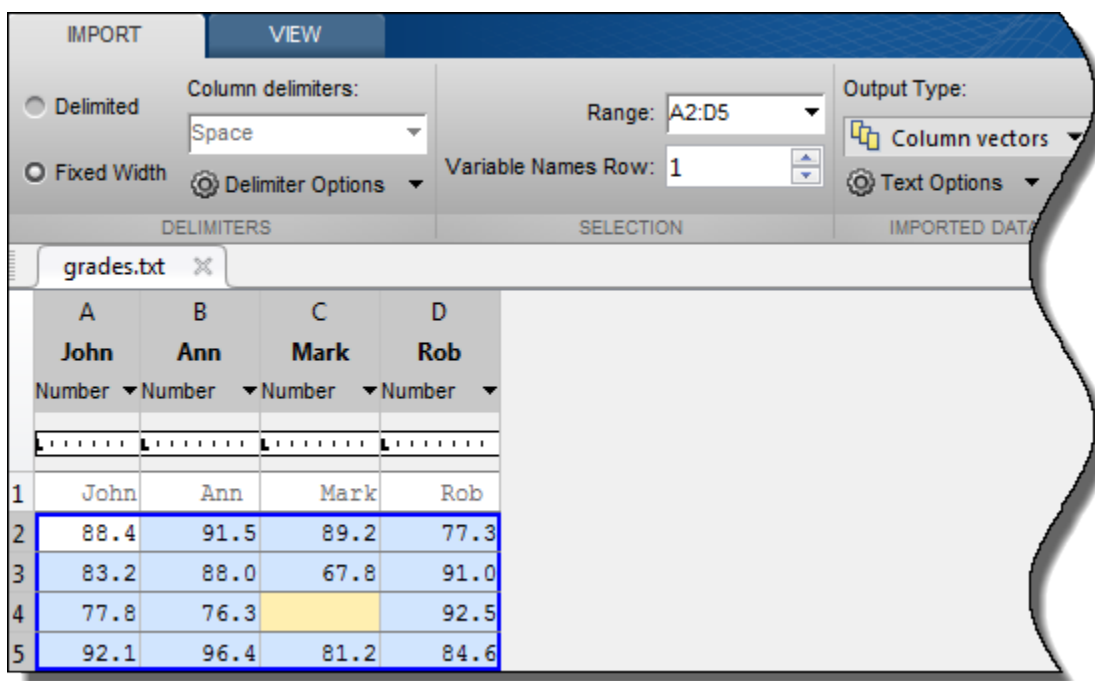 IMPORT VIEW
Delimited
Column delimiters:
Space
Fixed Width
Delimiter Options
DELIMITERS
Range: A2:D5
Variable Names Row: 1
SELECTION
Output Type:
Column vectors
Text Options
IMPORTED DATA
grades.txt
A B C D
John Ann Mark Rob
Number Number Number Number
1 John Ann Mark Rob
2 88.4 91.5 89.2 77.3
3 83.2 88.0 67.8 91.0
4 77.8 76.3 92.5
5 92.1 96.4 81.2 84.6